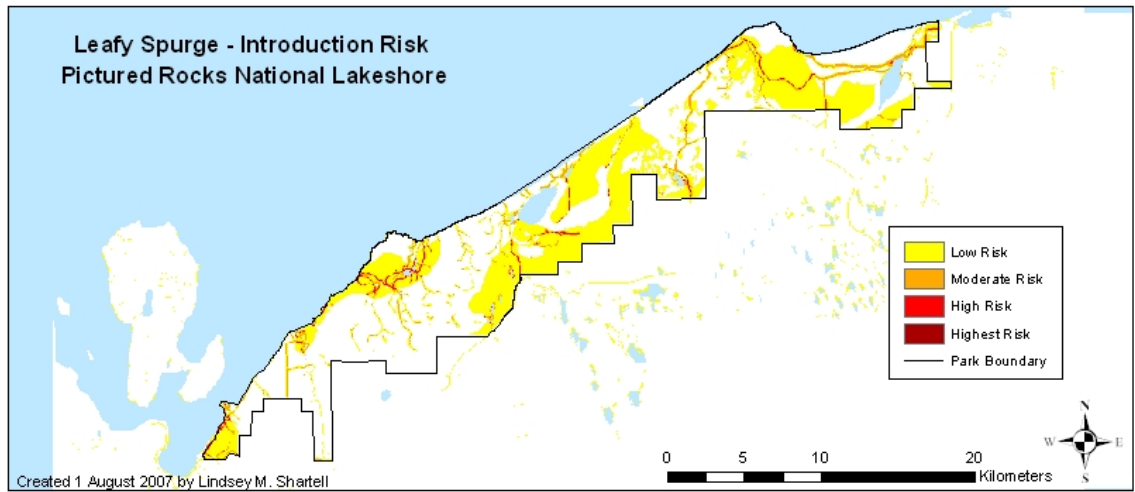 Leafy Spurge - Introduction Risk
Pictured Rocks National Lakeshore
Low Risk
Moderate Risk
High Risk
Highest Risk
Park Boundary
N
W E
S
0 5 10 20
Kilometers
Created 1 August 2007 by Lindsey M. Shartell